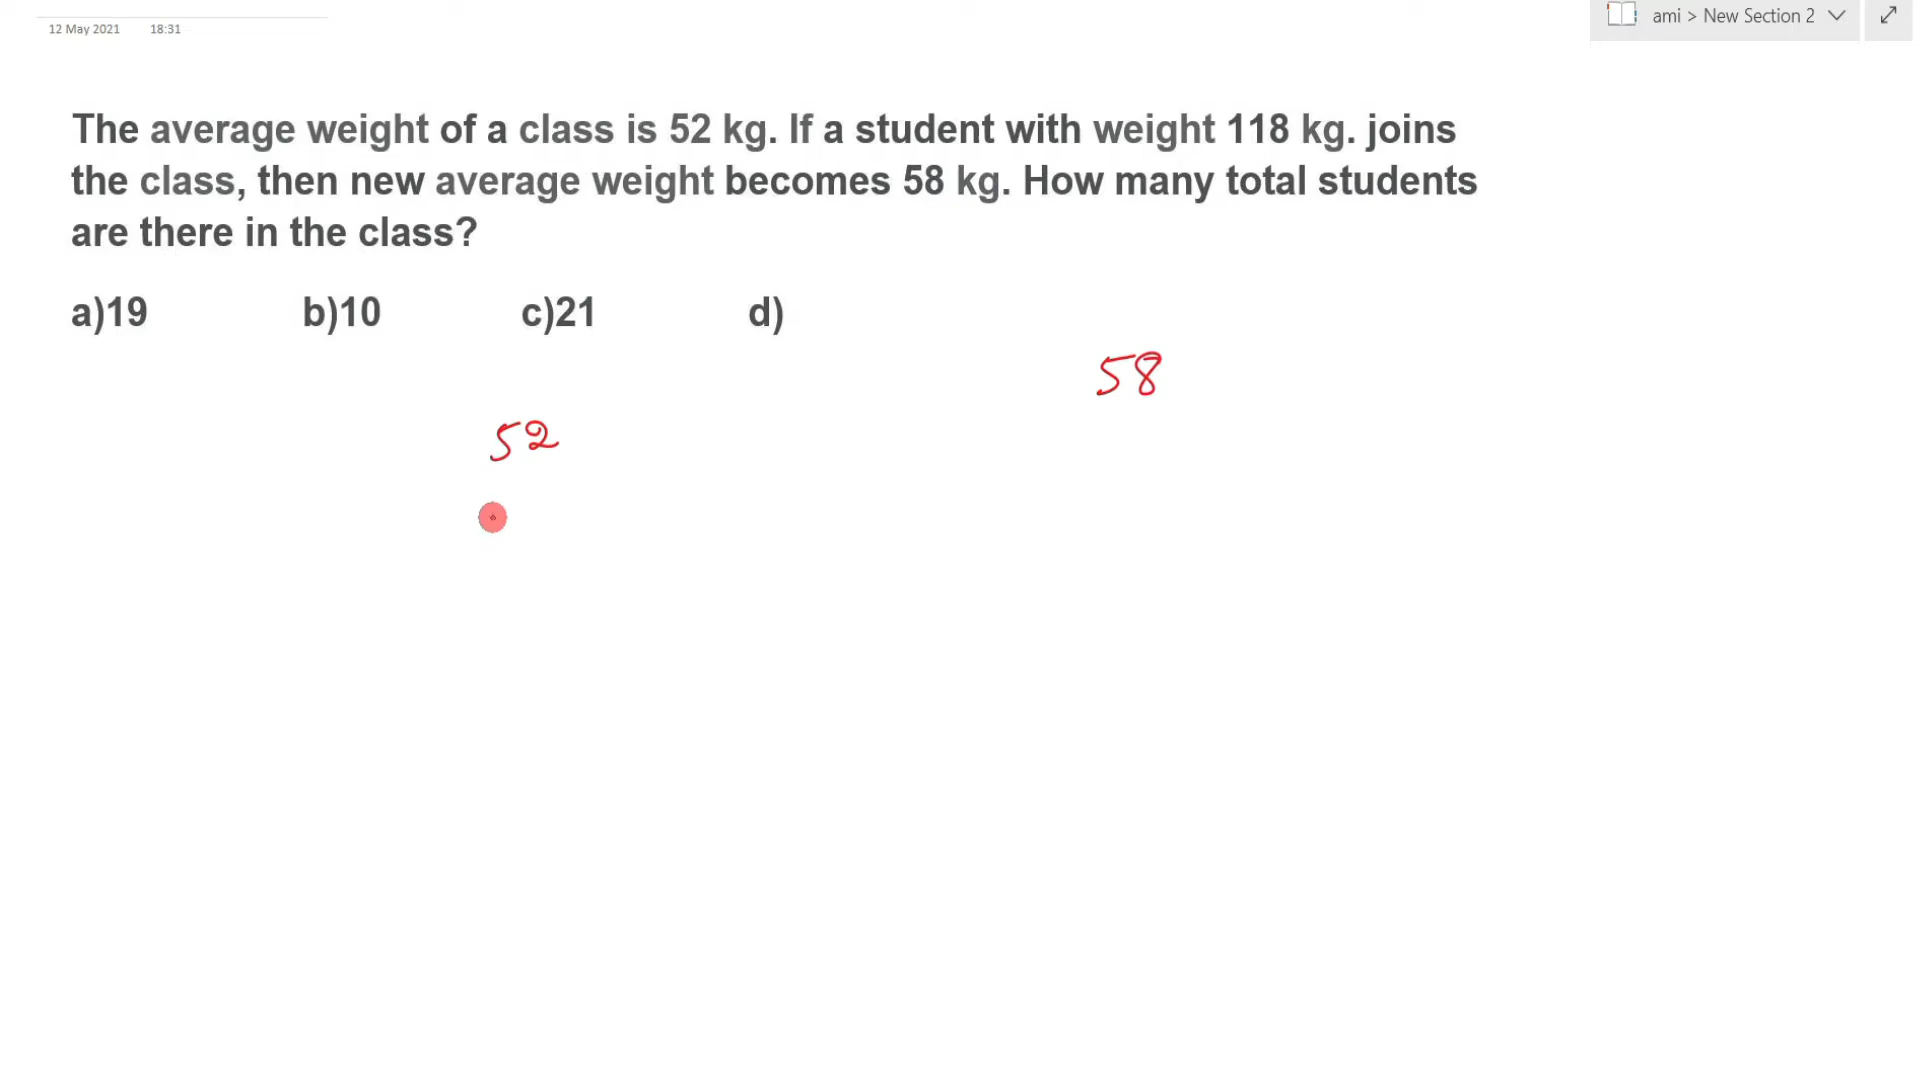 12 May 2021 18:31
ami > New Section 2
The average weight of a class is 52 kg. If a student with weight 118 kg. joins
the class, then new average weight becomes 58 kg. How many total students
are there in the class?
a)19 b)10 c)21 d)
58
52